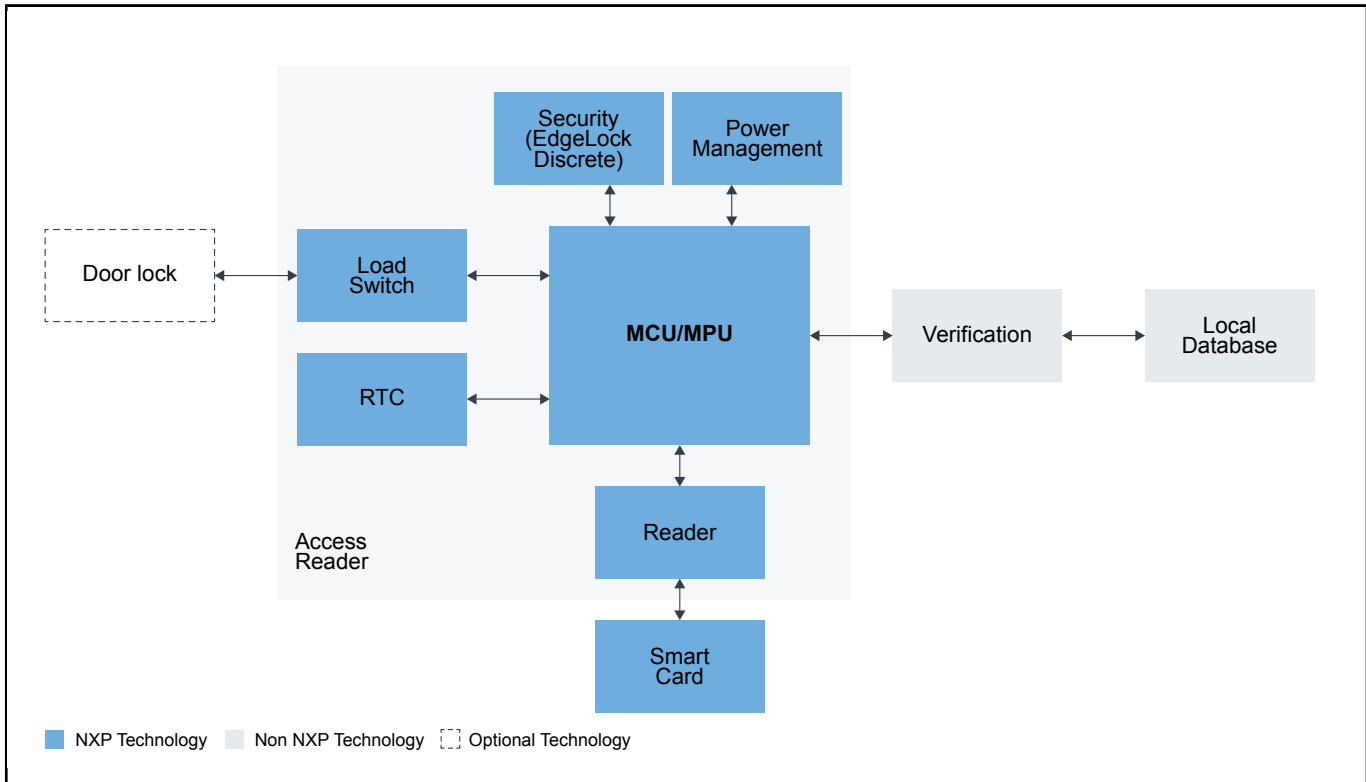 Security
(EdgeLock
Discrete)
Power
Management
Door lock
Load
Switch
MCU/MPU
Verification
Local
Database
RTC
Reader
Access
Reader
Smart
Card
NXP Technology
Non NXP Technology
Optional Technology